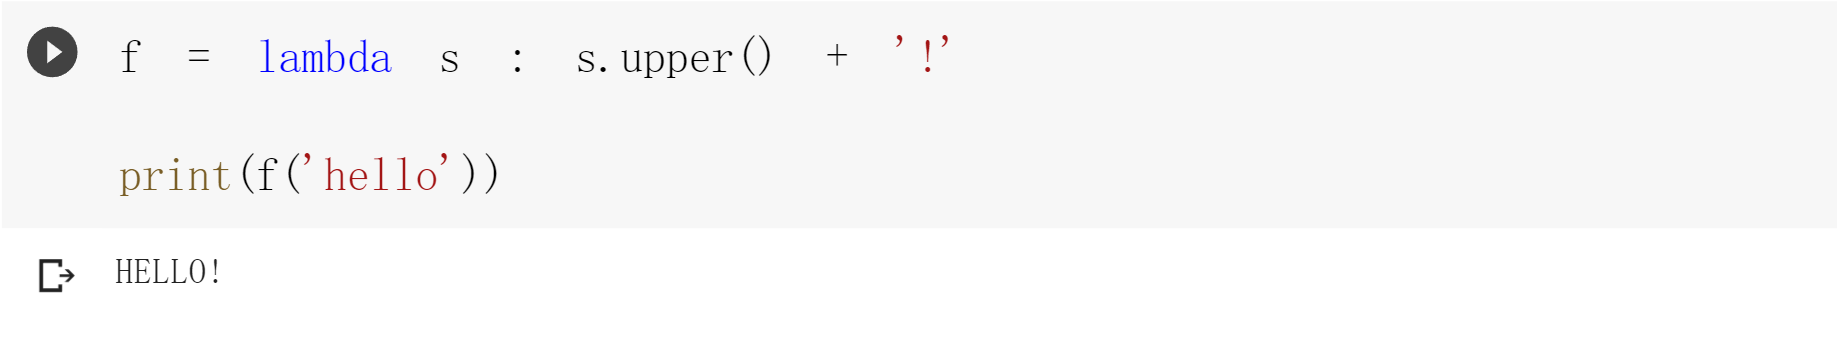 f = lambda s : s.upper() + '!'
print(f('hello'))
HELLO!